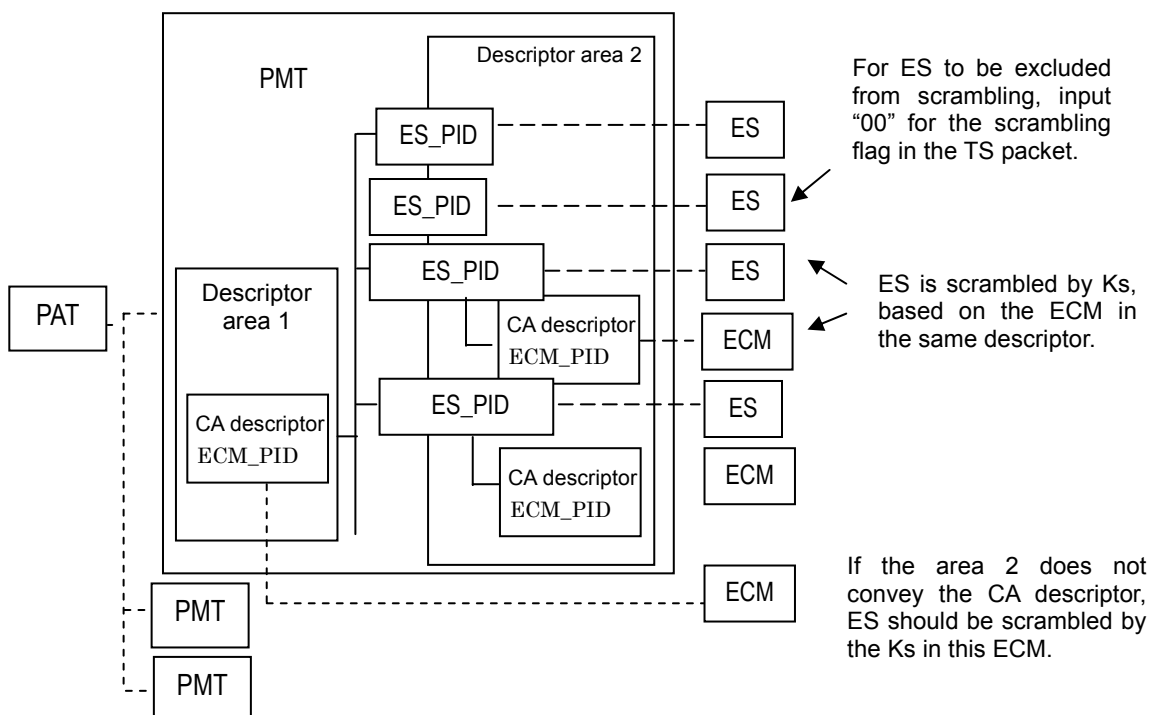 Descriptor area 2
PMT
For ES to be excluded
from scrambling, input
“00” for the scrambling
flag in the TS packet.
ES_PID
ES
ES_PID
ES
ES_PID
ES
Descriptor
area 1
ES is scrambled by Ks,
based on the ECM in
the same descriptor.
PAT
CA descriptor
ECM_PID
ECM
ES_PID
ES
CA descriptor
ECM_PID
CA descriptor
ECM_PID
ECM
If the area 2 does not
convey the CA descriptor,
ES should be scrambled by
the Ks in this ECM.
ECM
PMT
PMT